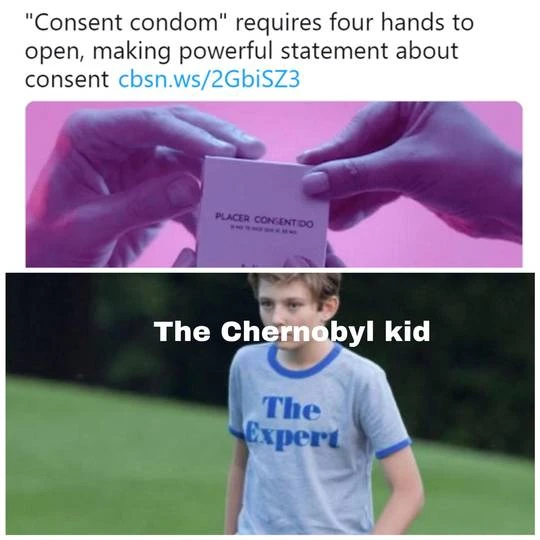 "Consent condom" requires four hands to
open, making powerful statement about
consent cbsn.ws/2GbiSZ3
PLACER CONSENTIDO
The Chernobyl kid
The
Expert